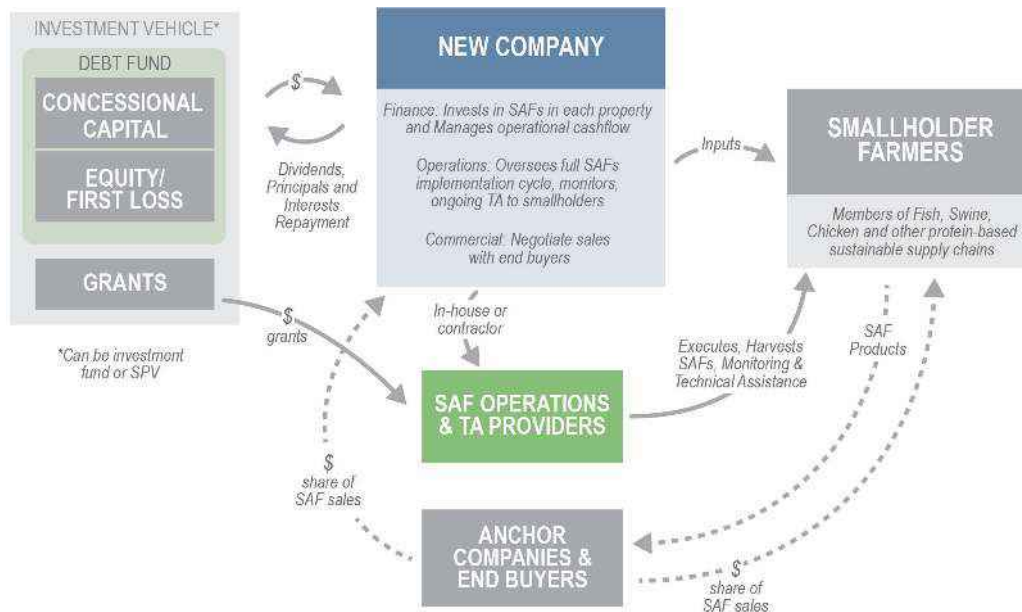 INVESTMENT VEHICLE*
DEBT FUND
CONCESSIONAL
CAPITAL
EQUITY/
FIRST LOSS
GRANTS
*Can be investment
fund or SPV
$
Dividends,
Principals and
Interests
Repayment
NEW COMPANY
Finance: Invests in SAFs in each property
and Manages operational cashflow
Operations: Oversees full SAFs
implementation cycle, monitors,
ongoing TA to smallholders
Commercial: Negotiate sales
with end buyers
Inputs
SMALLHOLDER
FARMERS
Members of Fish, Swine,
Chicken and other protein-based
sustainable supply chains
$
grants
In-house or
contractor
SAF OPERATIONS
& TA PROVIDERS
Executes, Harvests
SAFs, Monitoring &
Technical Assistance
SAF
Products
$
share of
SAF sales
ANCHOR
COMPANIES &
END BUYERS
$
share of
SAF sales